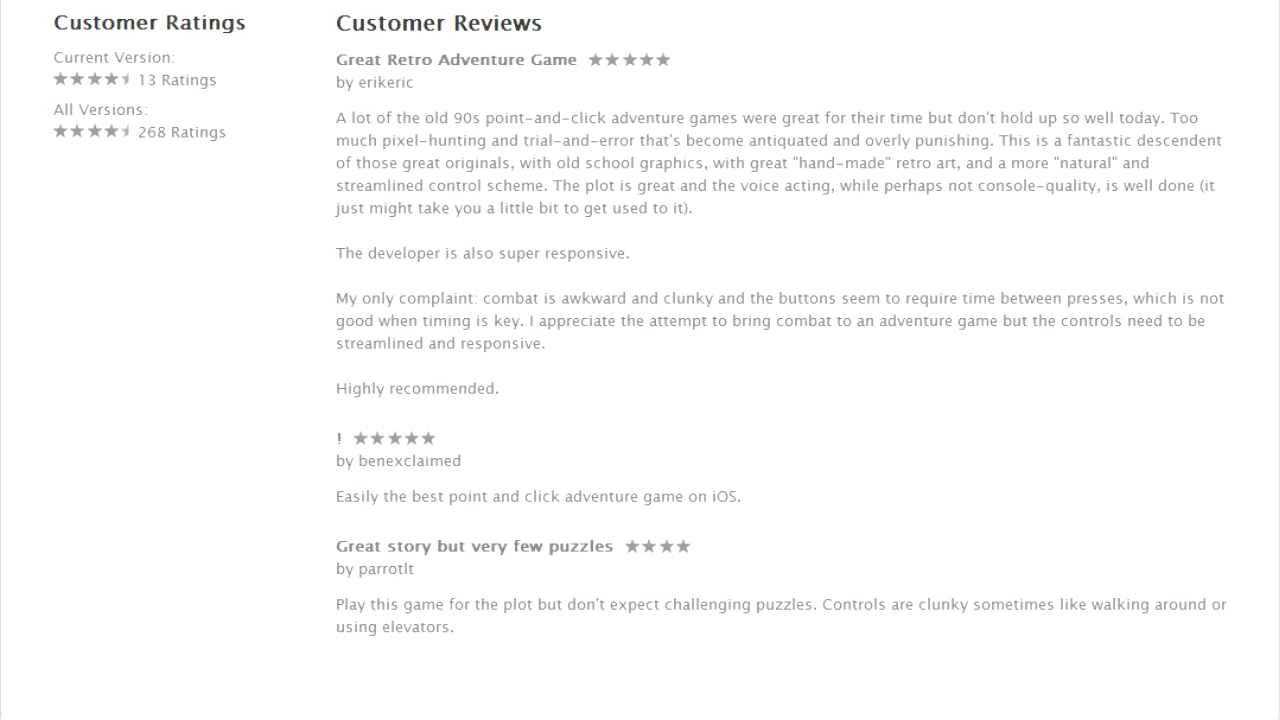 Customer Ratings
Current Version:
★★★★⯨ 13 Ratings
All Versions:
★★★★⯨ 268 Ratings
Customer Reviews
Great Retro Adventure Game ★★★★★
by erikeric
A lot of the old 90s point-and-click adventure games were great for their time but don't hold up so well today. Too
much pixel-hunting and trial-and-error that's become antiquated and overly punishing. This is a fantastic descendent
of those great originals, with old school graphics, with great "hand-made" retro art, and a more "natural" and
streamlined control scheme. The plot is great and the voice acting, while perhaps not console-quality, is well done (it
just might take you a little bit to get used to it).
The developer is also super responsive.
My only complaint: combat is awkward and clunky and the buttons seem to require time between presses, which is not
good when timing is key. I appreciate the attempt to bring combat to an adventure game but the controls need to be
streamlined and responsive.
Highly recommended.
! ★★★★★
by benexclaimed
Easily the best point and click adventure game on iOS.
Great story but very few puzzles ★★★★
by parrotlt
Play this game for the plot but don't expect challenging puzzles. Controls are clunky sometimes like walking around or
using elevators.